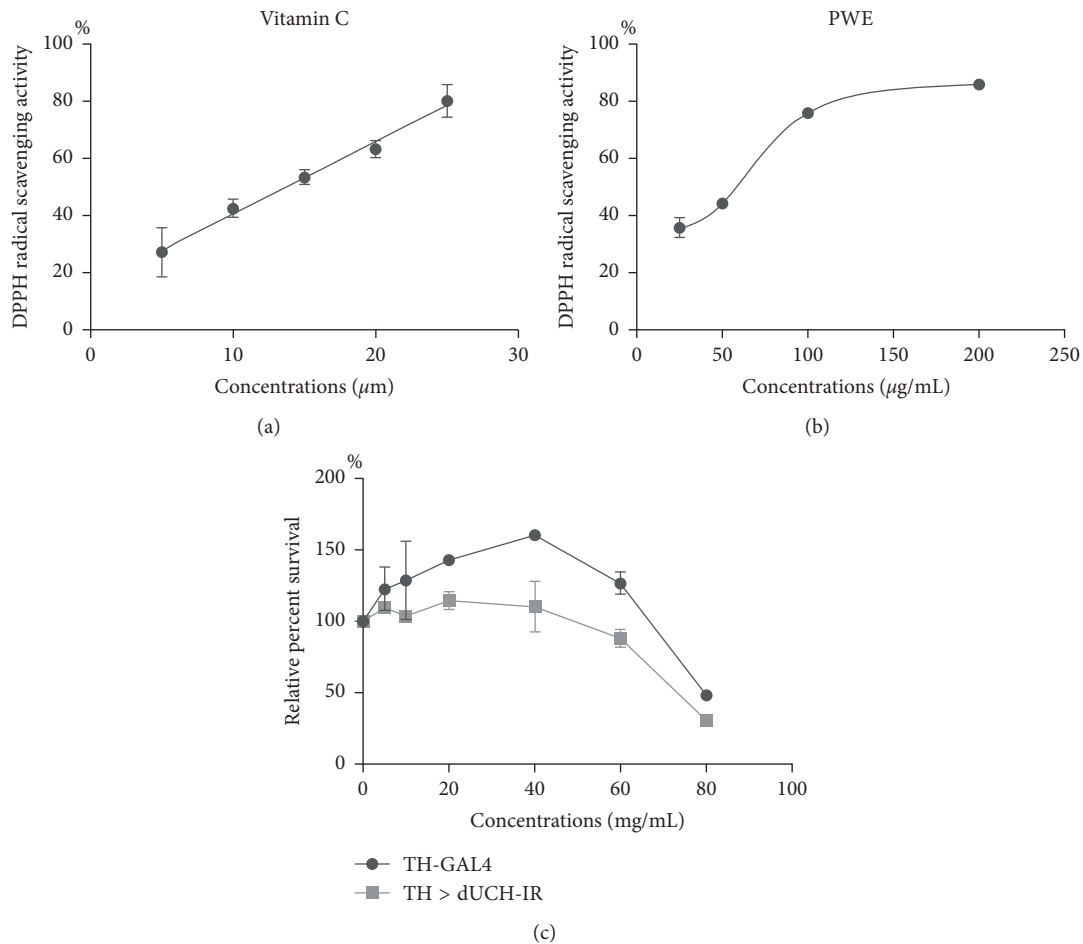 Vitamin C
%
100
80
60
40
20
0
DPPH radical scavenging activity
0 10 20 30
Concentrations (μm)
(a)
PWE
%
100
80
60
40
20
0
DPPH radical scavenging activity
0 50 100 150 200 250
Concentrations (μg/mL)
(b)
%
200
150
100
50
0
Relative percent survival
0 20 40 60 80 100
Concentrations (mg/mL)
TH-GAL4
TH > dUCH-IR
(c)